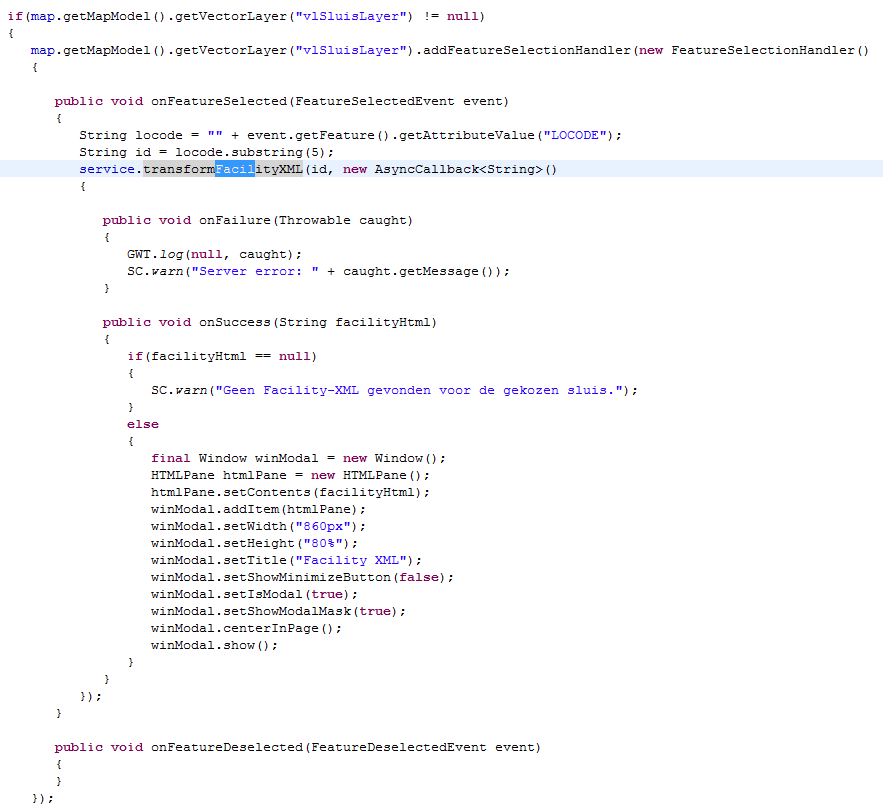 if(map.getMapModel().getVectorLayer("vlSluisLayer") != null)
{
map.getMapModel().getVectorLayer("vlSluisLayer").addFeatureSelectionHandler(new FeatureSelectionHandler()
{
public void onFeatureSelected(FeatureSelectedEvent event)
{
String locode = "" + event.getFeature().getAttributeValue("LOCODE");
String id = locode.substring(5);
service.transformFacilityXML(id, new AsyncCallback<String>()
{
public void onFailure(Throwable caught)
{
GWT.log(null, caught);
SC.warn("Server error: " + caught.getMessage());
}
public void onSuccess(String facilityHtml)
{
if(facilityHtml == null)
{
SC.warn("Geen Facility-XML gevonden voor de gekozen sluis.");
}
else
{
final Window winModal = new Window();
HTMLPane htmlPane = new HTMLPane();
htmlPane.setContents(facilityHtml);
winModal.addItem(htmlPane);
winModal.setWidth("860px");
winModal.setHeight("80%");
winModal.setTitle("Facility XML");
winModal.setShowMinimizeButton(false);
winModal.setIsModal(true);
winModal.setShowModalMask(true);
winModal.centerInPage();
winModal.show();
}
}
});
}
public void onFeatureDeselected(FeatureDeselectedEvent event)
{
}
});